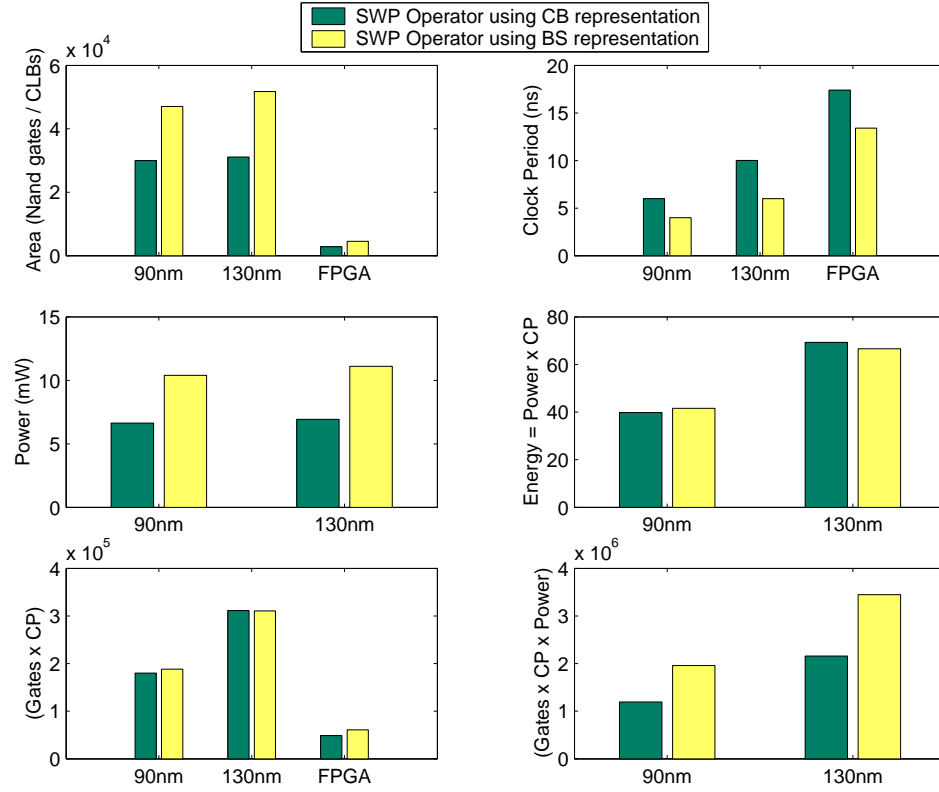 SWP Operator using CB representation
SWP Operator using BS representation
x 10^4
6
4
2
0
Area (Nand gates / CLBs)
90nm 130nm FPGA
20
15
10
5
0
Clock Period (ns)
90nm 130nm FPGA
15
10
5
0
Power (mW)
90nm 130nm
80
60
40
20
0
Energy = Power x CP
90nm 130nm
x 10^5
4
3
2
1
0
(Gates x CP)
90nm 130nm FPGA
x 10^6
4
3
2
1
0
(Gates x CP x Power)
90nm 130nm